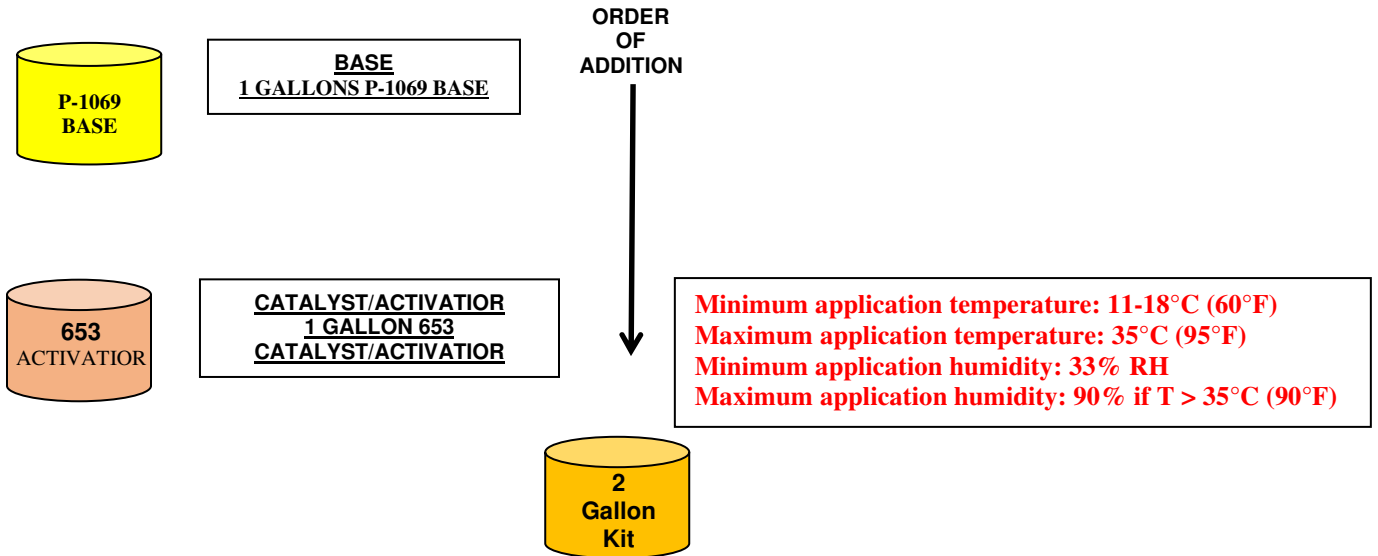 ORDER
OF
ADDITION
P-1069
BASE
BASE
1 GALLONS P-1069 BASE
653
ACTIVATIOR
CATALYST/ACTIVATIOR
1 GALLON 653
CATALYST/ACTIVATIOR
Minimum application temperature: 11-18°C (60°F)
Maximum application temperature: 35°C (95°F)
Minimum application humidity: 33% RH
Maximum application humidity: 90% if T > 35°C (90°F)
2
Gallon
Kit